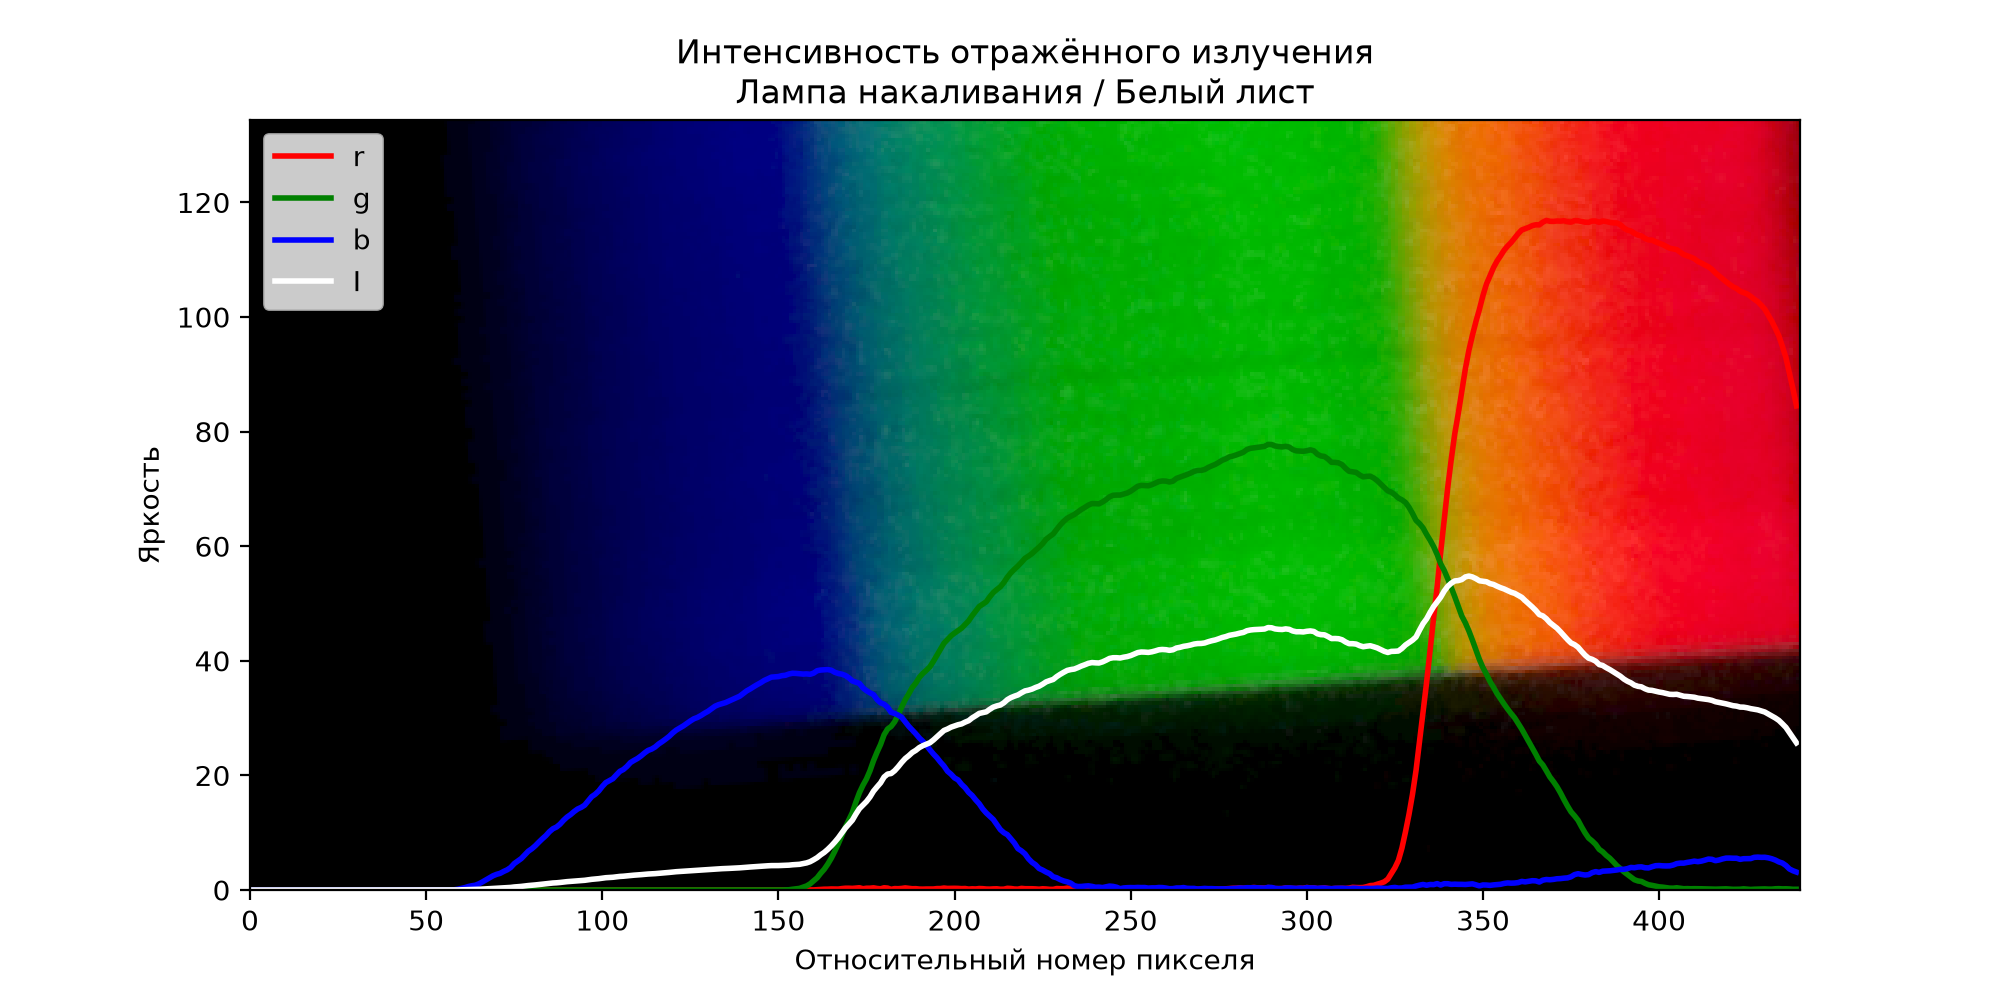 Интенсивность отражённого излучения
Лампа накаливания / Белый лист
r
g
b
l
Яркость
120
100
80
60
40
20
0
0 50 100 150 200 250 300 350 400
Относительный номер пикселя